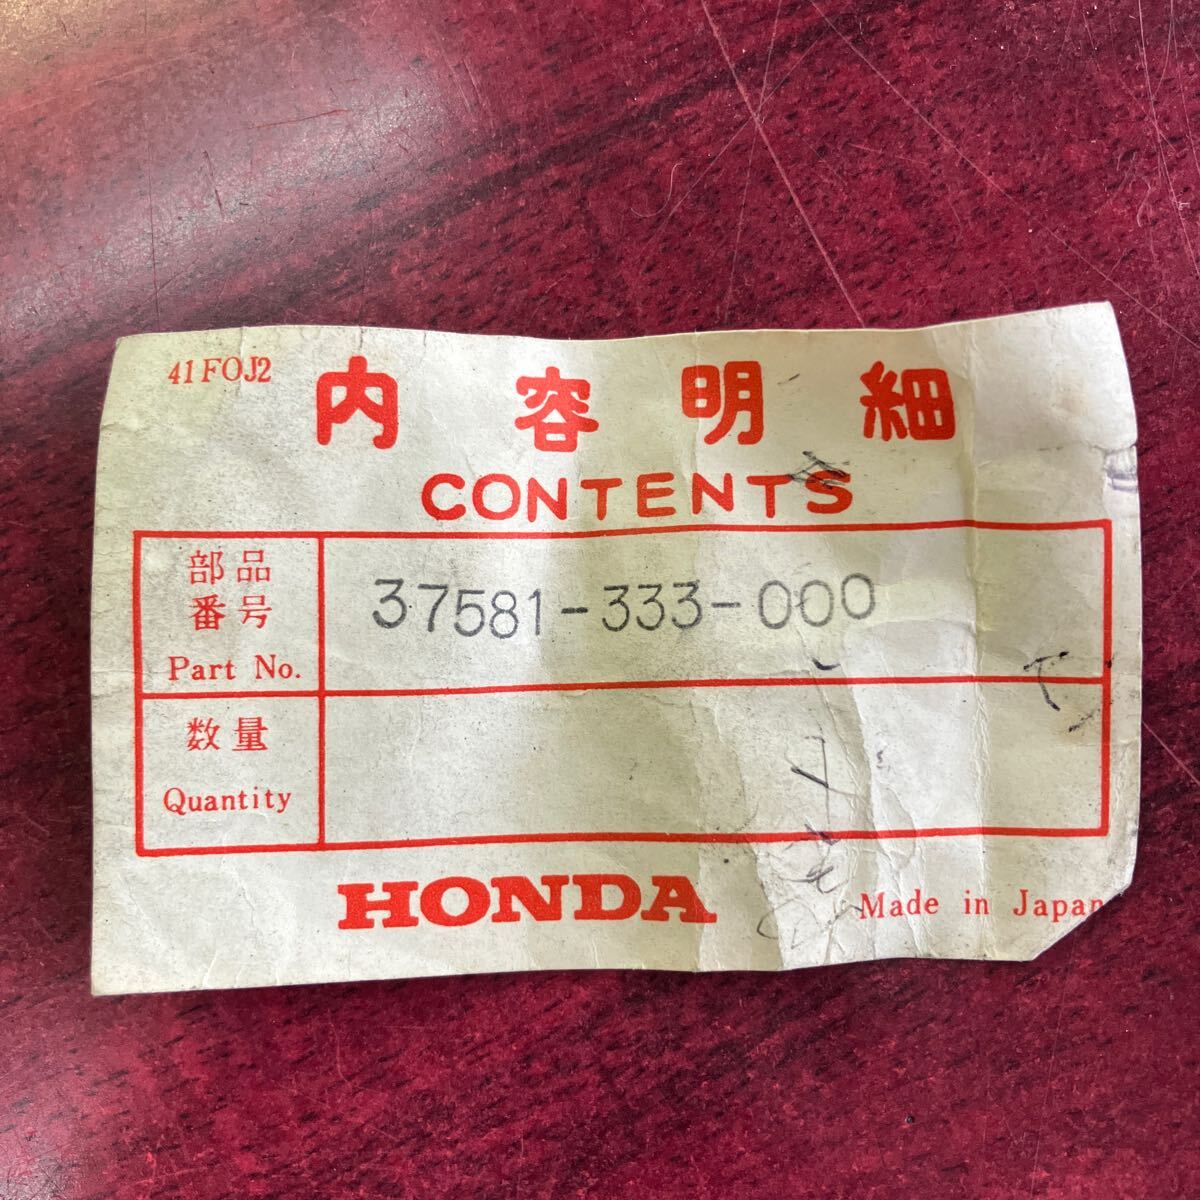 41FOJ2
内容明細
CONTENTS
部品
番号
Part No.
37581-333-000
数量
Quantity
HONDA
Made in Japan